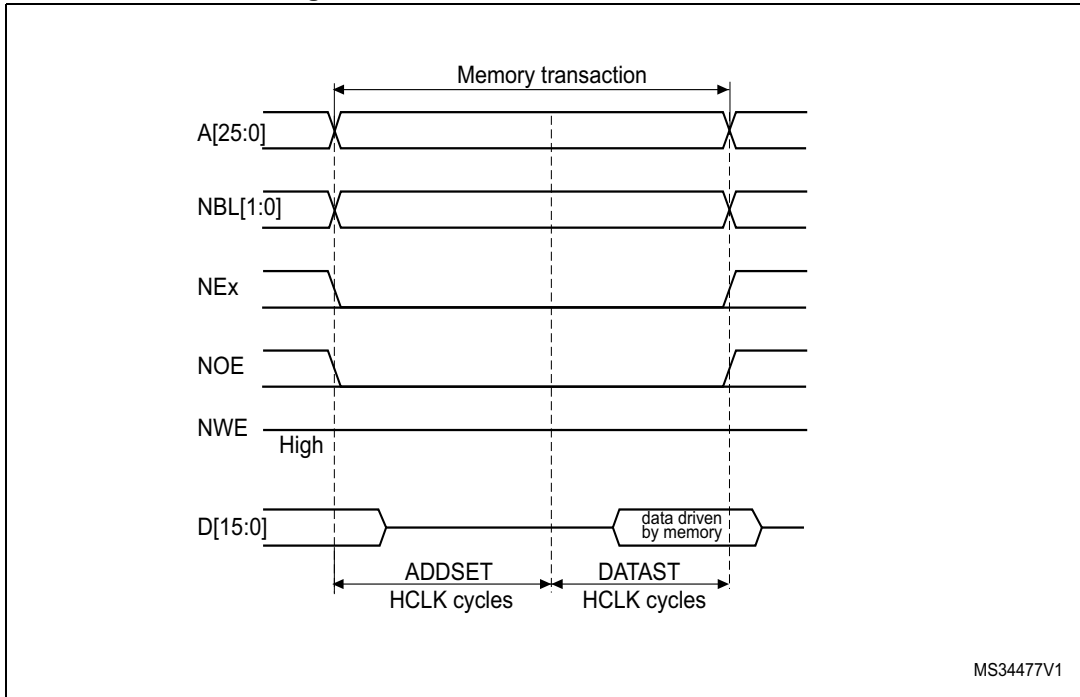 Memory transaction
A[25:0]
NBL[1:0]
NEx
NOE
NWE
High
D[15:0]
data driven
by memory
ADDSET
HCLK cycles
DATAST
HCLK cycles
MS34477V1